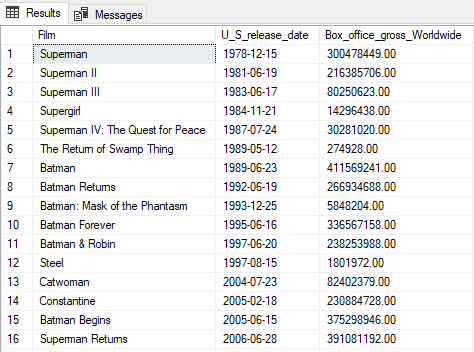 Results Messages
Film U_S_release_date Box_office_gross_Worldwide
1 Superman 1978-12-15 300478449.00
2 Superman II 1981-06-19 216385706.00
3 Superman III 1983-06-17 80250623.00
4 Supergirl 1984-11-21 14296438.00
5 Superman IV: The Quest for Peace 1987-07-24 30281020.00
6 The Return of Swamp Thing 1989-05-12 274928.00
7 Batman 1989-06-23 411569241.00
8 Batman Returns 1992-06-19 266934688.00
9 Batman: Mask of the Phantasm 1993-12-25 5848204.00
10 Batman Forever 1995-06-16 336567158.00
11 Batman & Robin 1997-06-20 238253988.00
12 Steel 1997-08-15 1801972.00
13 Catwoman 2004-07-23 82402379.00
14 Constantine 2005-02-18 230884728.00
15 Batman Begins 2005-06-15 375298946.00
16 Superman Returns 2006-06-28 391081192.00